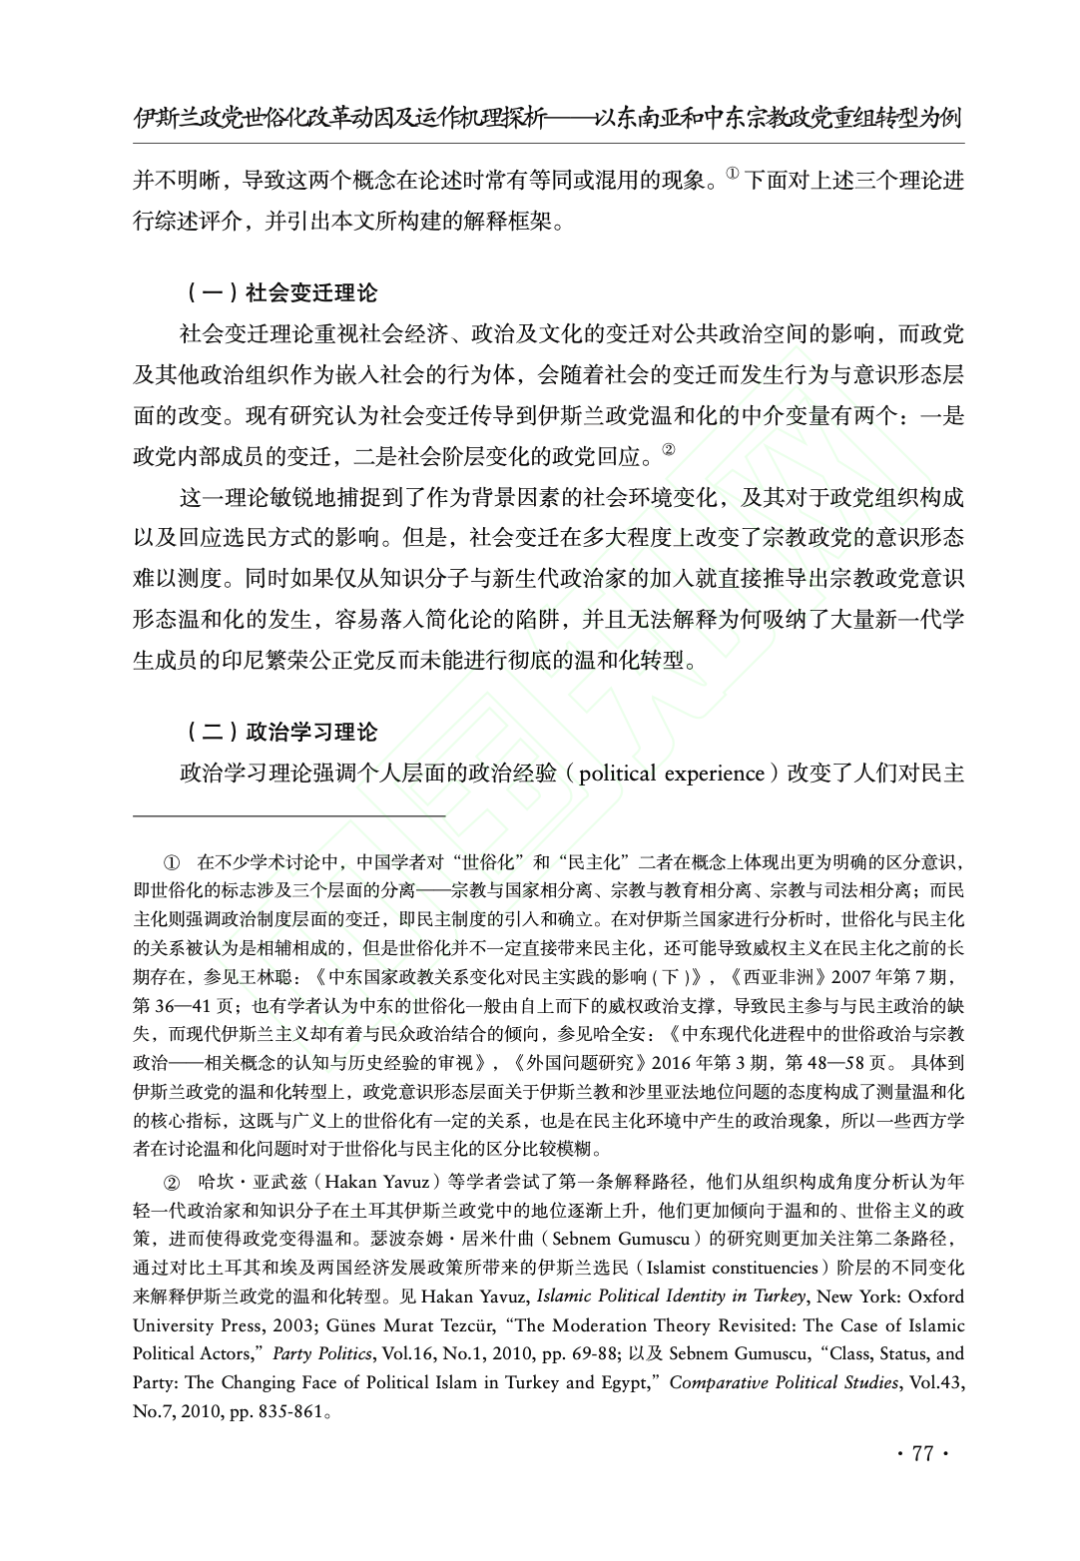 伊斯兰政党世俗化改革动因及运作机理探析——以东南亚和中东宗教政党重组转型为例
并不明晰，导致这两个概念在论述时常有等同或混用的现象。①下面对上述三个理论进
行综述评介，并引出本文所构建的解释框架。
（一）社会变迁理论
社会变迁理论重视社会经济、政治及文化的变迁对公共政治空间的影响，而政党
及其他政治组织作为嵌入社会的行为体，会随着社会的变迁而发生行为与意识形态层
面的改变。现有研究认为社会变迁传导到伊斯兰政党温和化的中介变量有两个：一是
政党内部成员的变迁，二是社会阶层变化的政党回应。②
这一理论敏锐地捕捉到了作为背景因素的社会环境变化，及其对于政党组织构成
以及回应选民方式的影响。但是，社会变迁在多大程度上改变了宗教政党的意识形态
难以测度。同时如果仅从知识分子与新生代政治家的加入就直接推导出宗教政党意识
形态温和化的发生，容易落入简化论的陷阱，并且无法解释为何吸纳了大量新一代学
生成员的印尼繁荣公正党反而未能进行彻底的温和化转型。
（二）政治学习理论
政治学习理论强调个人层面的政治经验（political experience）改变了人们对民主
① 在不少学术讨论中，中国学者对“世俗化”和“民主化”二者在概念上体现出更为明确的区分意识，
即世俗化的标志涉及三个层面的分离——宗教与国家相分离、宗教与教育相分离、宗教与司法相分离；而民
主化则强调政治制度层面的变迁，即民主制度的引入和确立。在对伊斯兰国家进行分析时，世俗化与民主化
的关系被认为是相辅相成的，但是世俗化并不一定直接带来民主化，还可能导致威权主义在民主化之前的长
期存在，参见王林聪：《中东国家政教关系变化对民主实践的影响(下)》，《西亚非洲》2007 年第 7 期，
第 36—41 页；也有学者认为中东的世俗化一般由自上而下的威权政治支撑，导致民主参与与民主政治的缺
失，而现代伊斯兰主义却有着与民众政治结合的倾向，参见哈全安：《中东现代化进程中的世俗政治与宗教
政治——相关概念的认知与历史经验的审视》，《外国问题研究》2016 年第 3 期，第 48—58 页。 具体到
伊斯兰政党的温和化转型上，政党意识形态层面关于伊斯兰教和沙里亚法地位问题的态度构成了测量温和化
的核心指标，这既与广义上的世俗化有一定的关系，也是在民主化环境中产生的政治现象，所以一些西方学
者在讨论温和化问题时对于世俗化与民主化的区分比较模糊。
② 哈坎·亚武兹（Hakan Yavuz）等学者尝试了第一条解释路径，他们从组织构成角度分析认为年
轻一代政治家和知识分子在土耳其伊斯兰政党中的地位逐渐上升，他们更加倾向于温和的、世俗主义的政
策，进而使得政党变得温和。瑟波奈姆·居米什曲（Sebnem Gumuscu）的研究则更加关注第二条路径，
通过对比土耳其和埃及两国经济发展政策所带来的伊斯兰选民（Islamist constituencies）阶层的不同变化
来解释伊斯兰政党的温和化转型。见 Hakan Yavuz, Islamic Political Identity in Turkey, New York: Oxford
University Press, 2003; Günes Murat Tezcür, “The Moderation Theory Revisited: The Case of Islamic
Political Actors,” Party Politics, Vol.16, No.1, 2010, pp. 69-88; 以及 Sebnem Gumuscu, “Class, Status, and
Party: The Changing Face of Political Islam in Turkey and Egypt,” Comparative Political Studies, Vol.43,
No.7, 2010, pp. 835-861。
·77·
中国知网